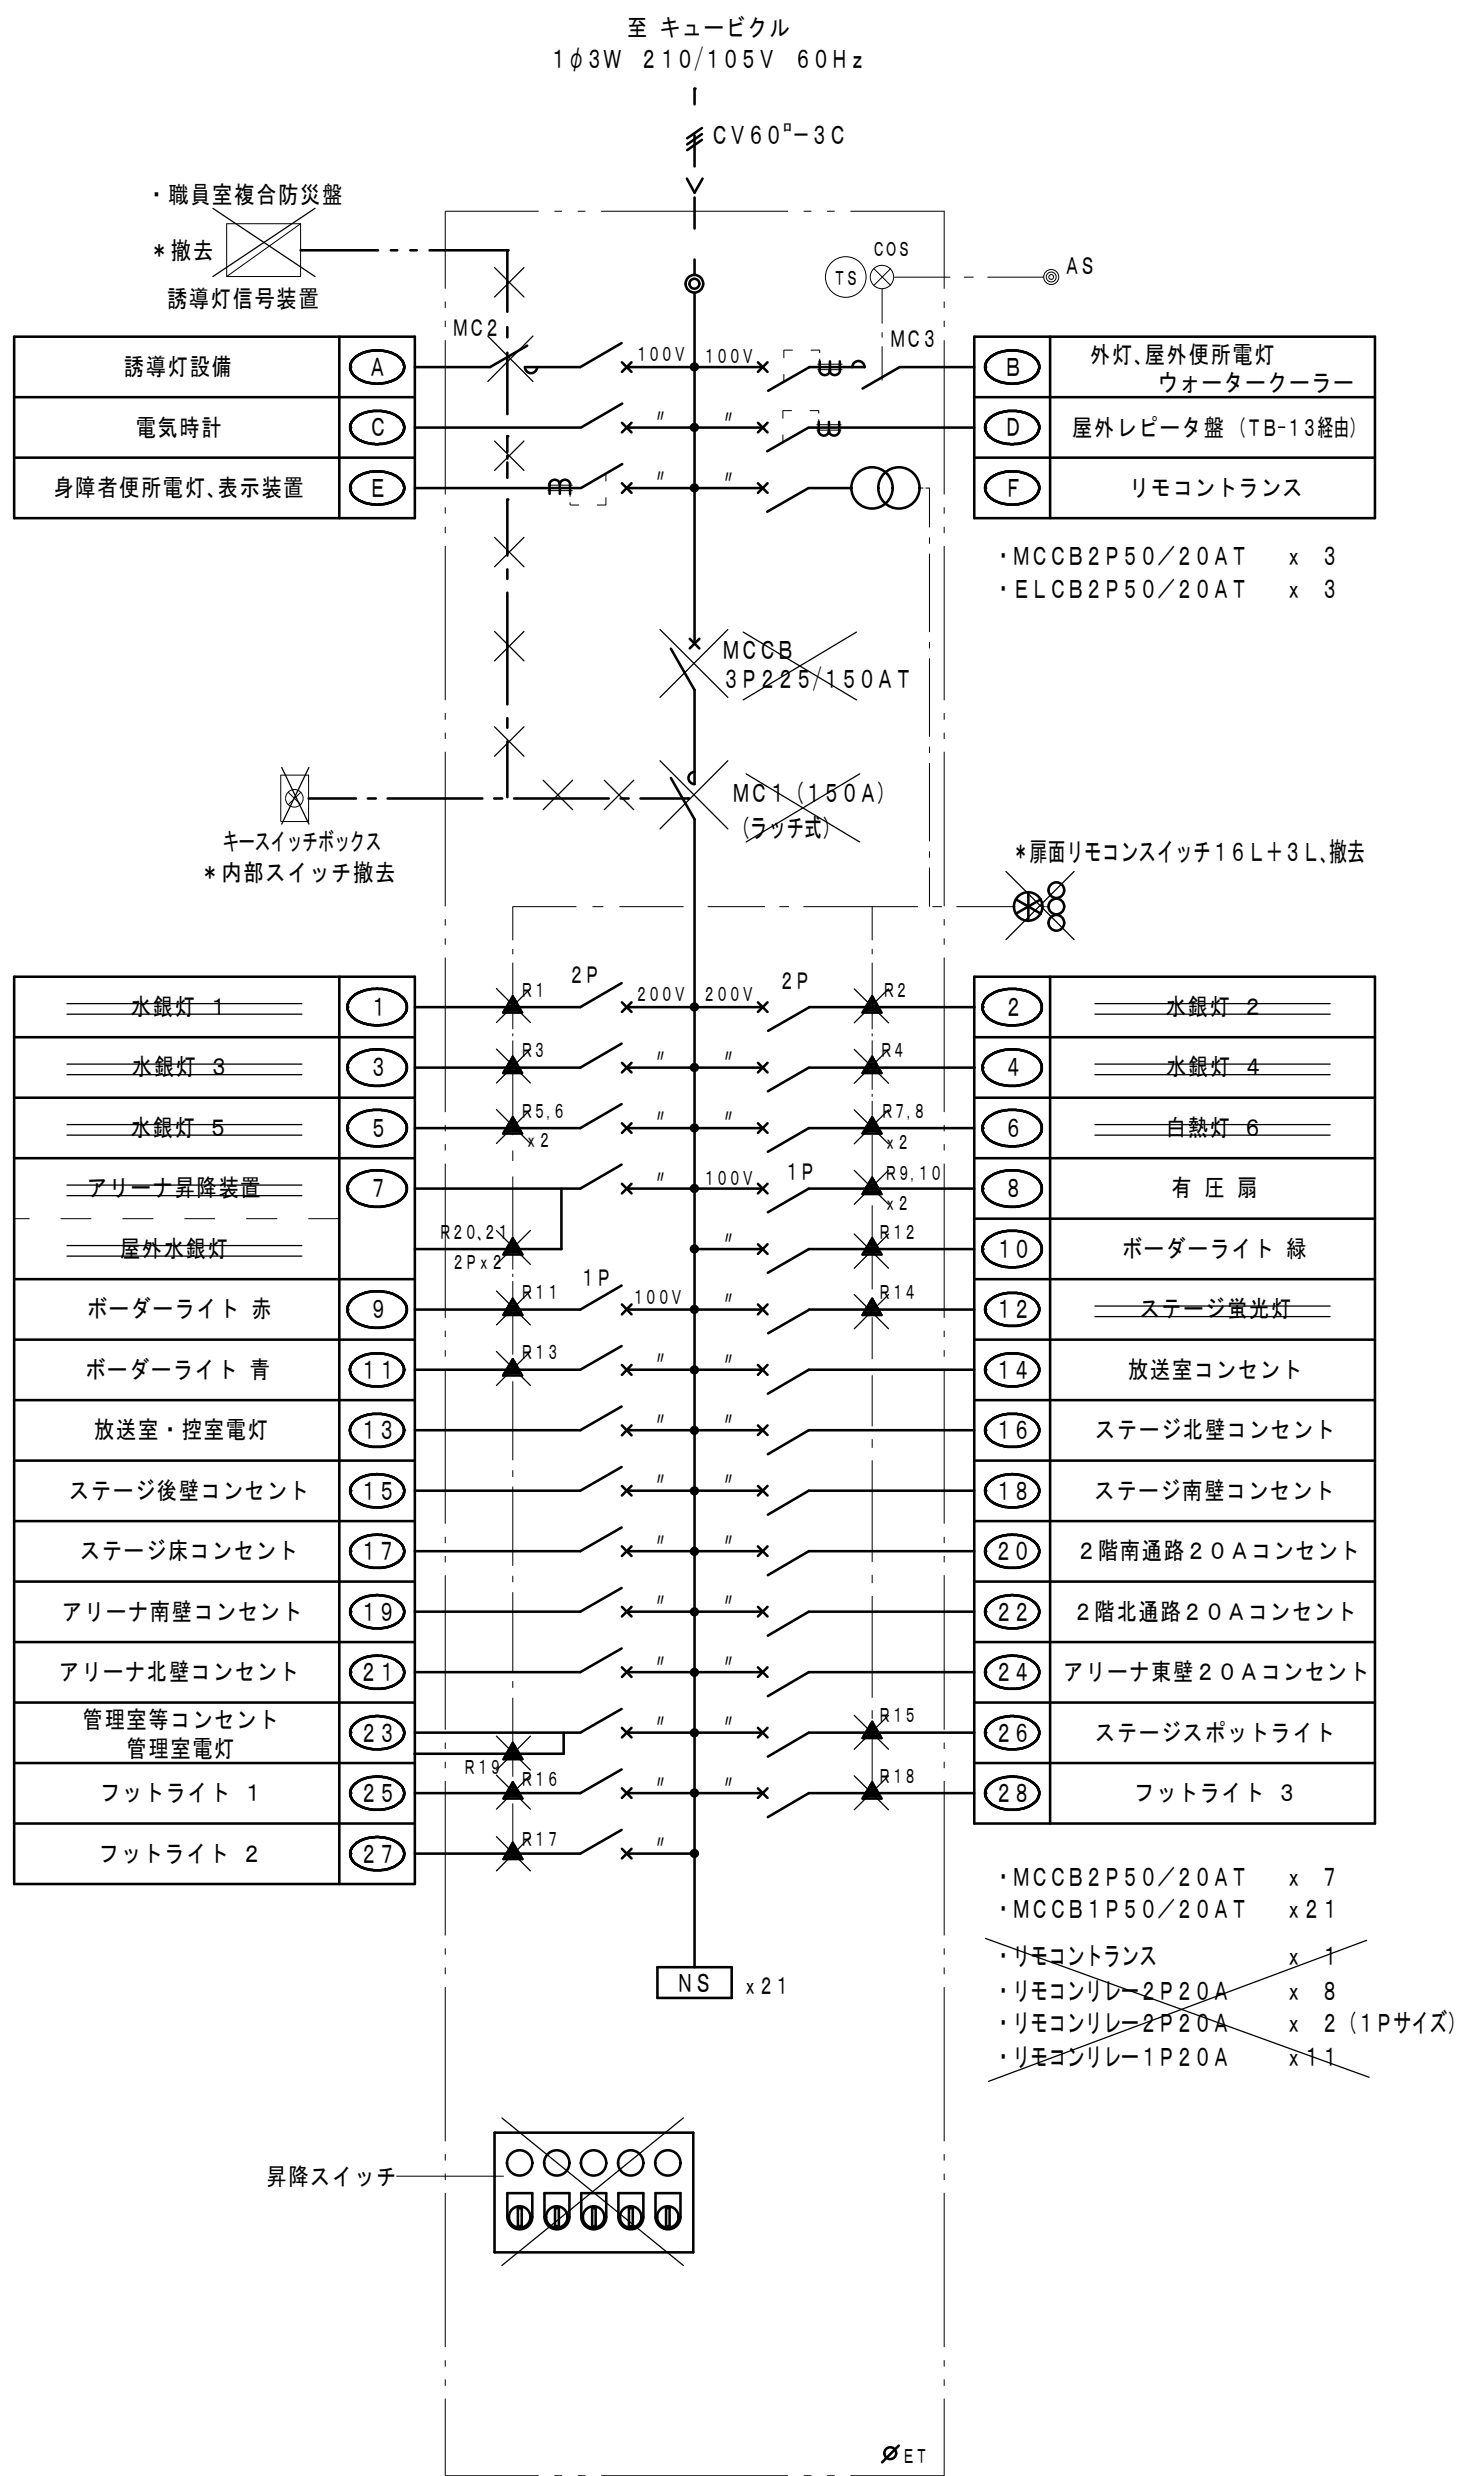 至 キュービクル
1φ3W 210/105V 60Hz
CV60□-3C
・職員室複合防災盤
*撤去
誘導灯信号装置
COS
TS
AS
MC2
MC3
誘導灯設備 A 100V 100V B 外灯、屋外便所電灯
ウォータークーラー
電気時計 C 〃 〃 D 屋外レピータ盤（TB-13経由）
身障者便所電灯、表示装置 E 〃 〃 F リモコントランス
・MCCB2P50／20AT x 3
・ELCB2P50／20AT x 3
MCCB
3P225/150AT
MC1（150A）
（ラッチ式）
キースイッチボックス
*内部スイッチ撤去
*扉面リモコンスイッチ16L＋3L、撤去
水銀灯 1 1 R1 2P 200V 200V 2P R2 2 水銀灯 2
水銀灯 3 3 R3 〃 〃 R4 4 水銀灯 4
水銀灯 5 5 R5,6 x2 〃 〃 R7,8 x2 6 白熱灯 6
アリーナ昇降装置 7 〃 100V 1P R9,10 x2 8 有圧扇
屋外水銀灯 R20、21 2Px2 〃 R12 10 ボーダーライト 緑
ボーダーライト 赤 9 R11 1P 100V 〃 R14 12 ステージ蛍光灯
ボーダーライト 青 11 R13 〃 〃 14 放送室コンセント
放送室・控室電灯 13 〃 〃 16 ステージ北壁コンセント
ステージ後壁コンセント 15 〃 〃 18 ステージ南壁コンセント
ステージ床コンセント 17 〃 〃 20 2階南通路20Aコンセント
アリーナ南壁コンセント 19 〃 〃 22 2階北通路20Aコンセント
アリーナ北壁コンセント 21 〃 〃 24 アリーナ東壁20Aコンセント
管理室等コンセント 23 〃 〃 R15 26 ステージスポットライト
管理室電灯 R19
フットライト 1 25 R16 〃 〃 R18 28 フットライト 3
フットライト 2 27 R17 〃
・MCCB2P50／20AT x 7
・MCCB1P50／20AT x21
NS x21
・リモコントランス x 1
・リモコンリレー2P20A x 8
・リモコンリレー2P20A x 2（1Pサイズ）
・リモコンリレー1P20A x11
昇降スイッチ
ET